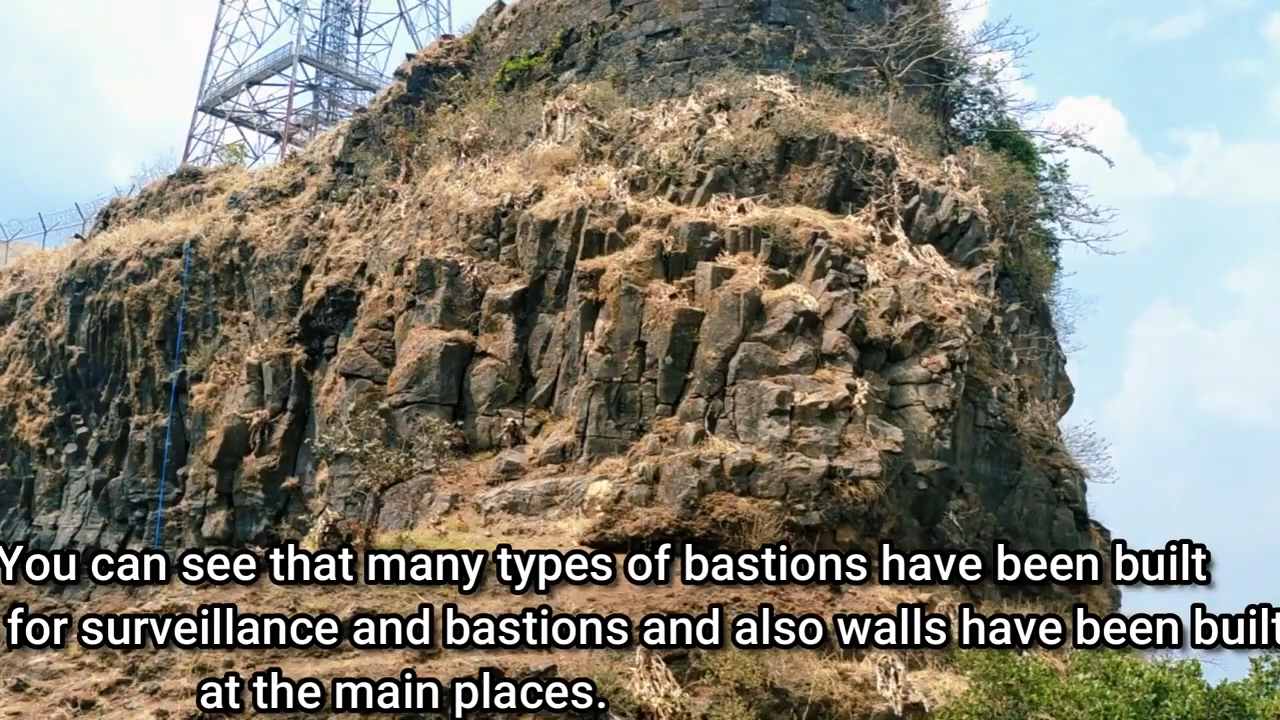 You can see that many types of bastions have been built
for surveillance and bastions and also walls have been built
at the main places.